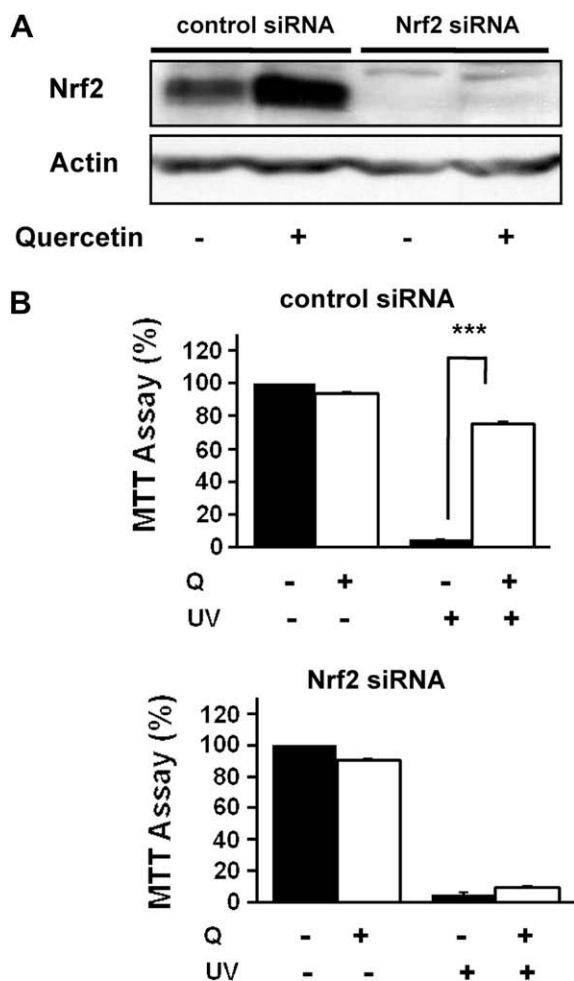 A
control siRNA Nrf2 siRNA
Nrf2
Actin
Quercetin - + - +
B
control siRNA
***
MTT Assay (%)
120
100
80
60
40
20
0
Q - + - +
UV - - + +
Nrf2 siRNA
MTT Assay (%)
120
100
80
60
40
20
0
Q - + - +
UV - - + +